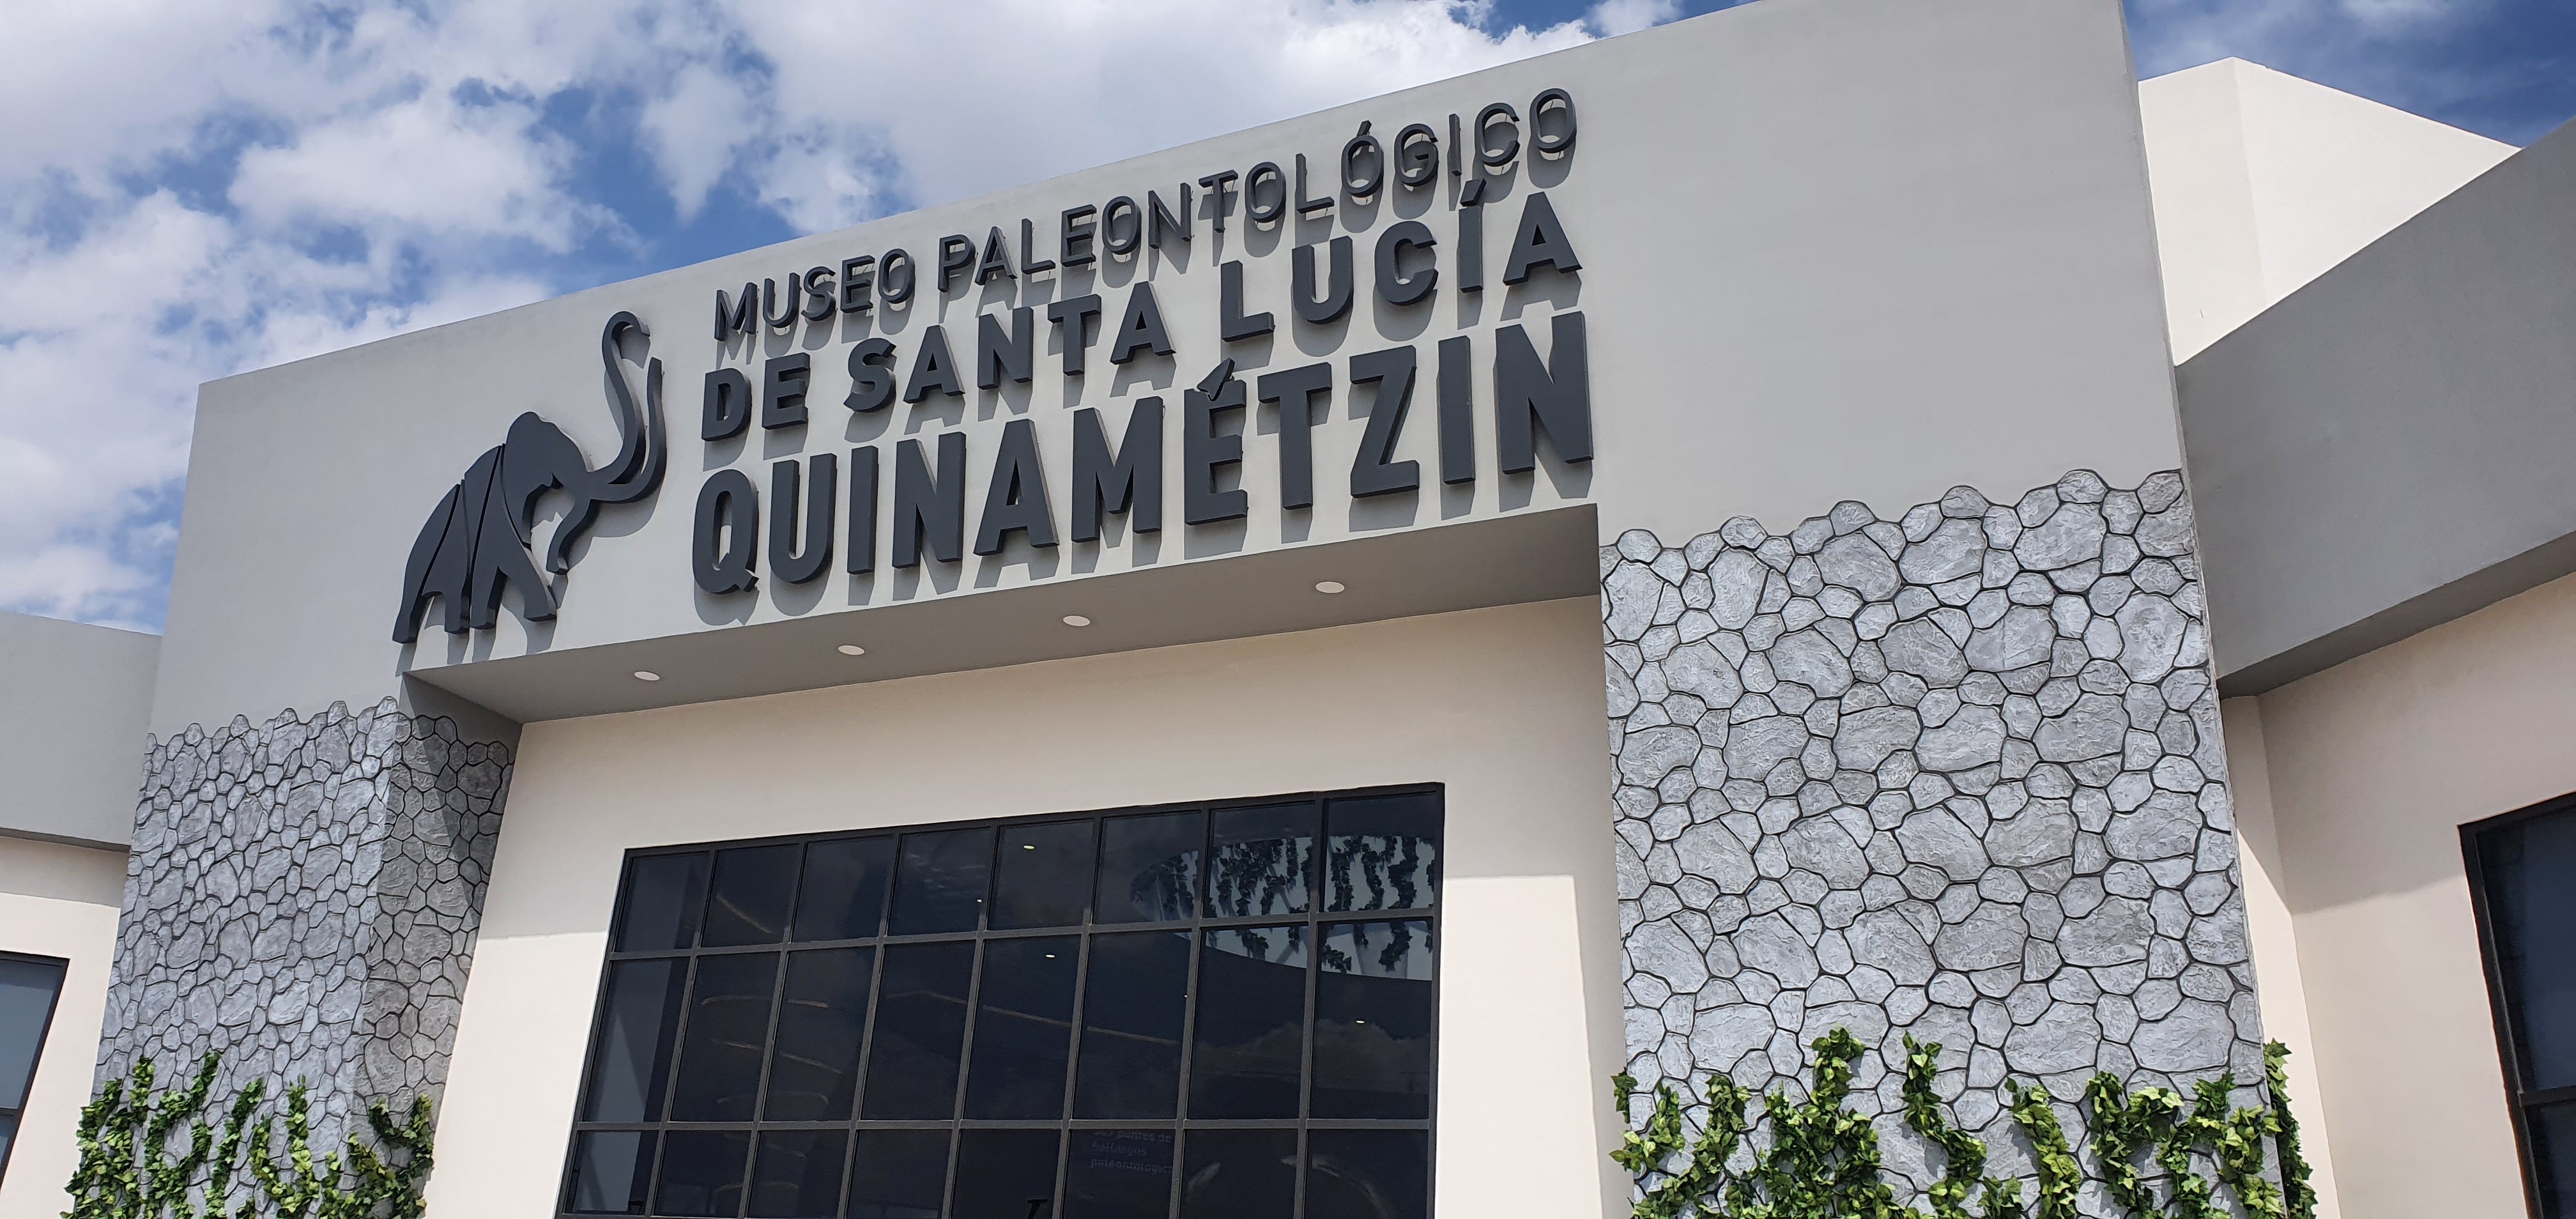 MUSEO PALEONTOLÓGICO
DE SANTA LUCÍA
QUINAMÉTZIN